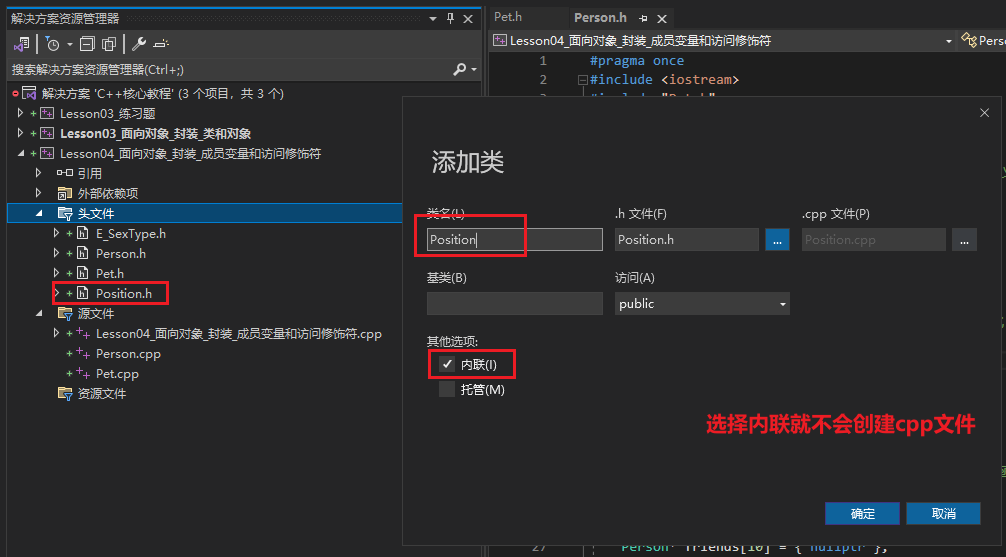 解决方案资源管理器
搜索解决方案资源管理器(Ctrl+;)
解决方案 'C++核心教程' (3 个项目，共 3 个)
Lesson03_练习题
Lesson03_面向对象_封装_类和对象
Lesson04_面向对象_封装_成员变量和访问修饰符
引用
外部依赖项
头文件
E_SexType.h
Person.h
Pet.h
Position.h
源文件
Lesson04_面向对象_封装_成员变量和访问修饰符.cpp
Person.cpp
Pet.cpp
资源文件
Pet.h Person.h
Lesson04_面向对象_封装_成员变量和访问修饰符
1 #pragma once
2 #include <iostream>
添加类
类名(L) .h 文件(F) .cpp 文件(P)
Position Position.h ... Position.cpp ...
基类(B) 访问(A)
public
其他选项:
内联(I)
托管(M)
选择内联就不会创建cpp文件
确定 取消
27